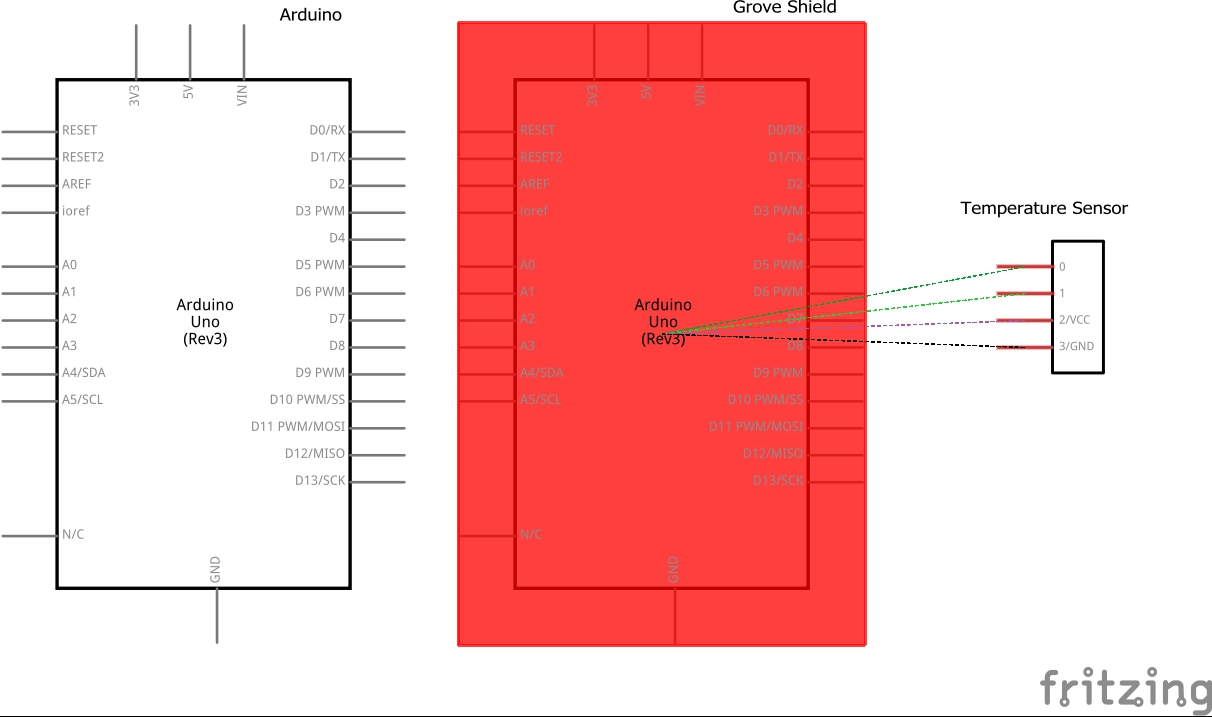 Arduino
Grove Shield
3V3
5V
VIN
RESET
RESET2
AREF
ioref
A0
A1
A2
A3
A4/SDA
A5/SCL
N/C
D0/RX
D1/TX
D2
D3 PWM
D4
D5 PWM
D6 PWM
D7
D8
D9 PWM
D10 PWM/SS
D11 PWM/MOSI
D12/MISO
D13/SCK
Arduino
Uno
(Rev3)
GND
3V3
5V
VIN
RESET
RESET2
AREF
ioref
A0
A1
A2
A3
A4/SDA
A5/SCL
N/C
D0/RX
D1/TX
D2
D3 PWM
D4
D5 PWM
D6 PWM
D7
D8
D9 PWM
D10 PWM/SS
D11 PWM/MOSI
D12/MISO
D13/SCK
Arduino
Uno
(Rev3)
GND
Temperature Sensor
0
1
2/VCC
3/GND
fritzing